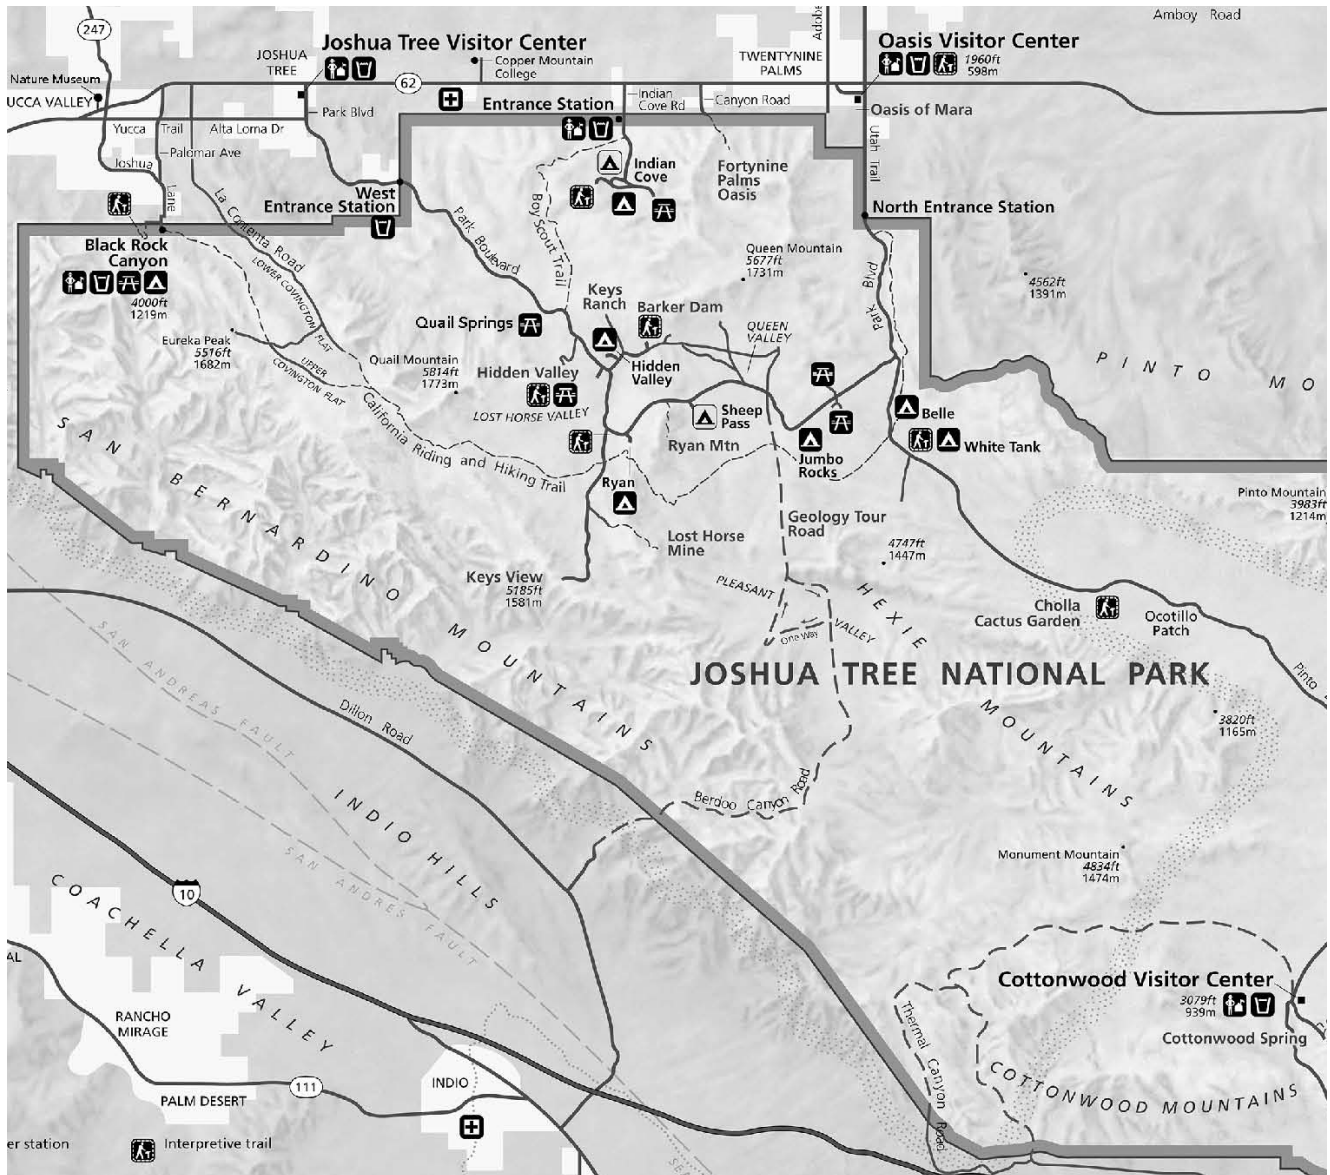 247
Amboy Road
Adobe
Joshua Tree Visitor Center
Oasis Visitor Center
1960ft
598m
JOSHUA
TREE
Copper Mountain
College
TWENTYNINE
PALMS
Nature Museum
UCCA VALLEY
62
Park Blvd
Entrance Station
Indian
Cove Rd
Canyon Road
Oasis of Mara
Yucca Trail
Alta Loma Dr
Palomar Ave
Joshua
Lane
Utah Trail
Indian
Cove
Fortynine
Palms
Oasis
Boy Scout Trail
West
Entrance Station
North Entrance Station
La Contenta Road
Park Boulevard
Black Rock
Canyon
4000ft
1219m
LOWER COVINGTON
FLAT
Queen Mountain
5677ft
1731m
4562ft
1391m
Park Blvd
Keys
Ranch
Barker Dam
Quail Springs
QUEEN
VALLEY
Eureka Peak
5516ft
1682m
UPPER
COVINGTON FLAT
Quail Mountain
5814ft
1773m
Hidden Valley
LOST HORSE VALLEY
Hidden
Valley
PINTO MO
Sheep
Pass
Belle
Ryan Mtn
White Tank
Jumbo
Rocks
California Riding and Hiking Trail
Ryan
Pinto Mountain
3983ft
1214m
SAN BERNARDINO MOUNTAINS
Geology Tour
Road
Lost Horse
Mine
4747ft
1447m
Keys View
5185ft
1581m
PLEASANT
VALLEY
One Way
HEXIE
MOUNTAINS
Cholla
Cactus Garden
Ocotillo
Patch
Pinto
JOSHUA TREE NATIONAL PARK
3820ft
1165m
SAN ANDREAS FAULT
Dillon Road
Berdoo Canyon Road
INDIO HILLS
SAN ANDRES FAULT
Monument Mountain
4834ft
1474m
10
COACHELLA
VALLEY
AL
Cottonwood Visitor Center
3079ft
939m
Cottonwood Spring
RANCHO
MIRAGE
Thermal Canyon
Road
COTTONWOOD MOUNTAINS
111
INDIO
PALM DESERT
er station
Interpretive trail